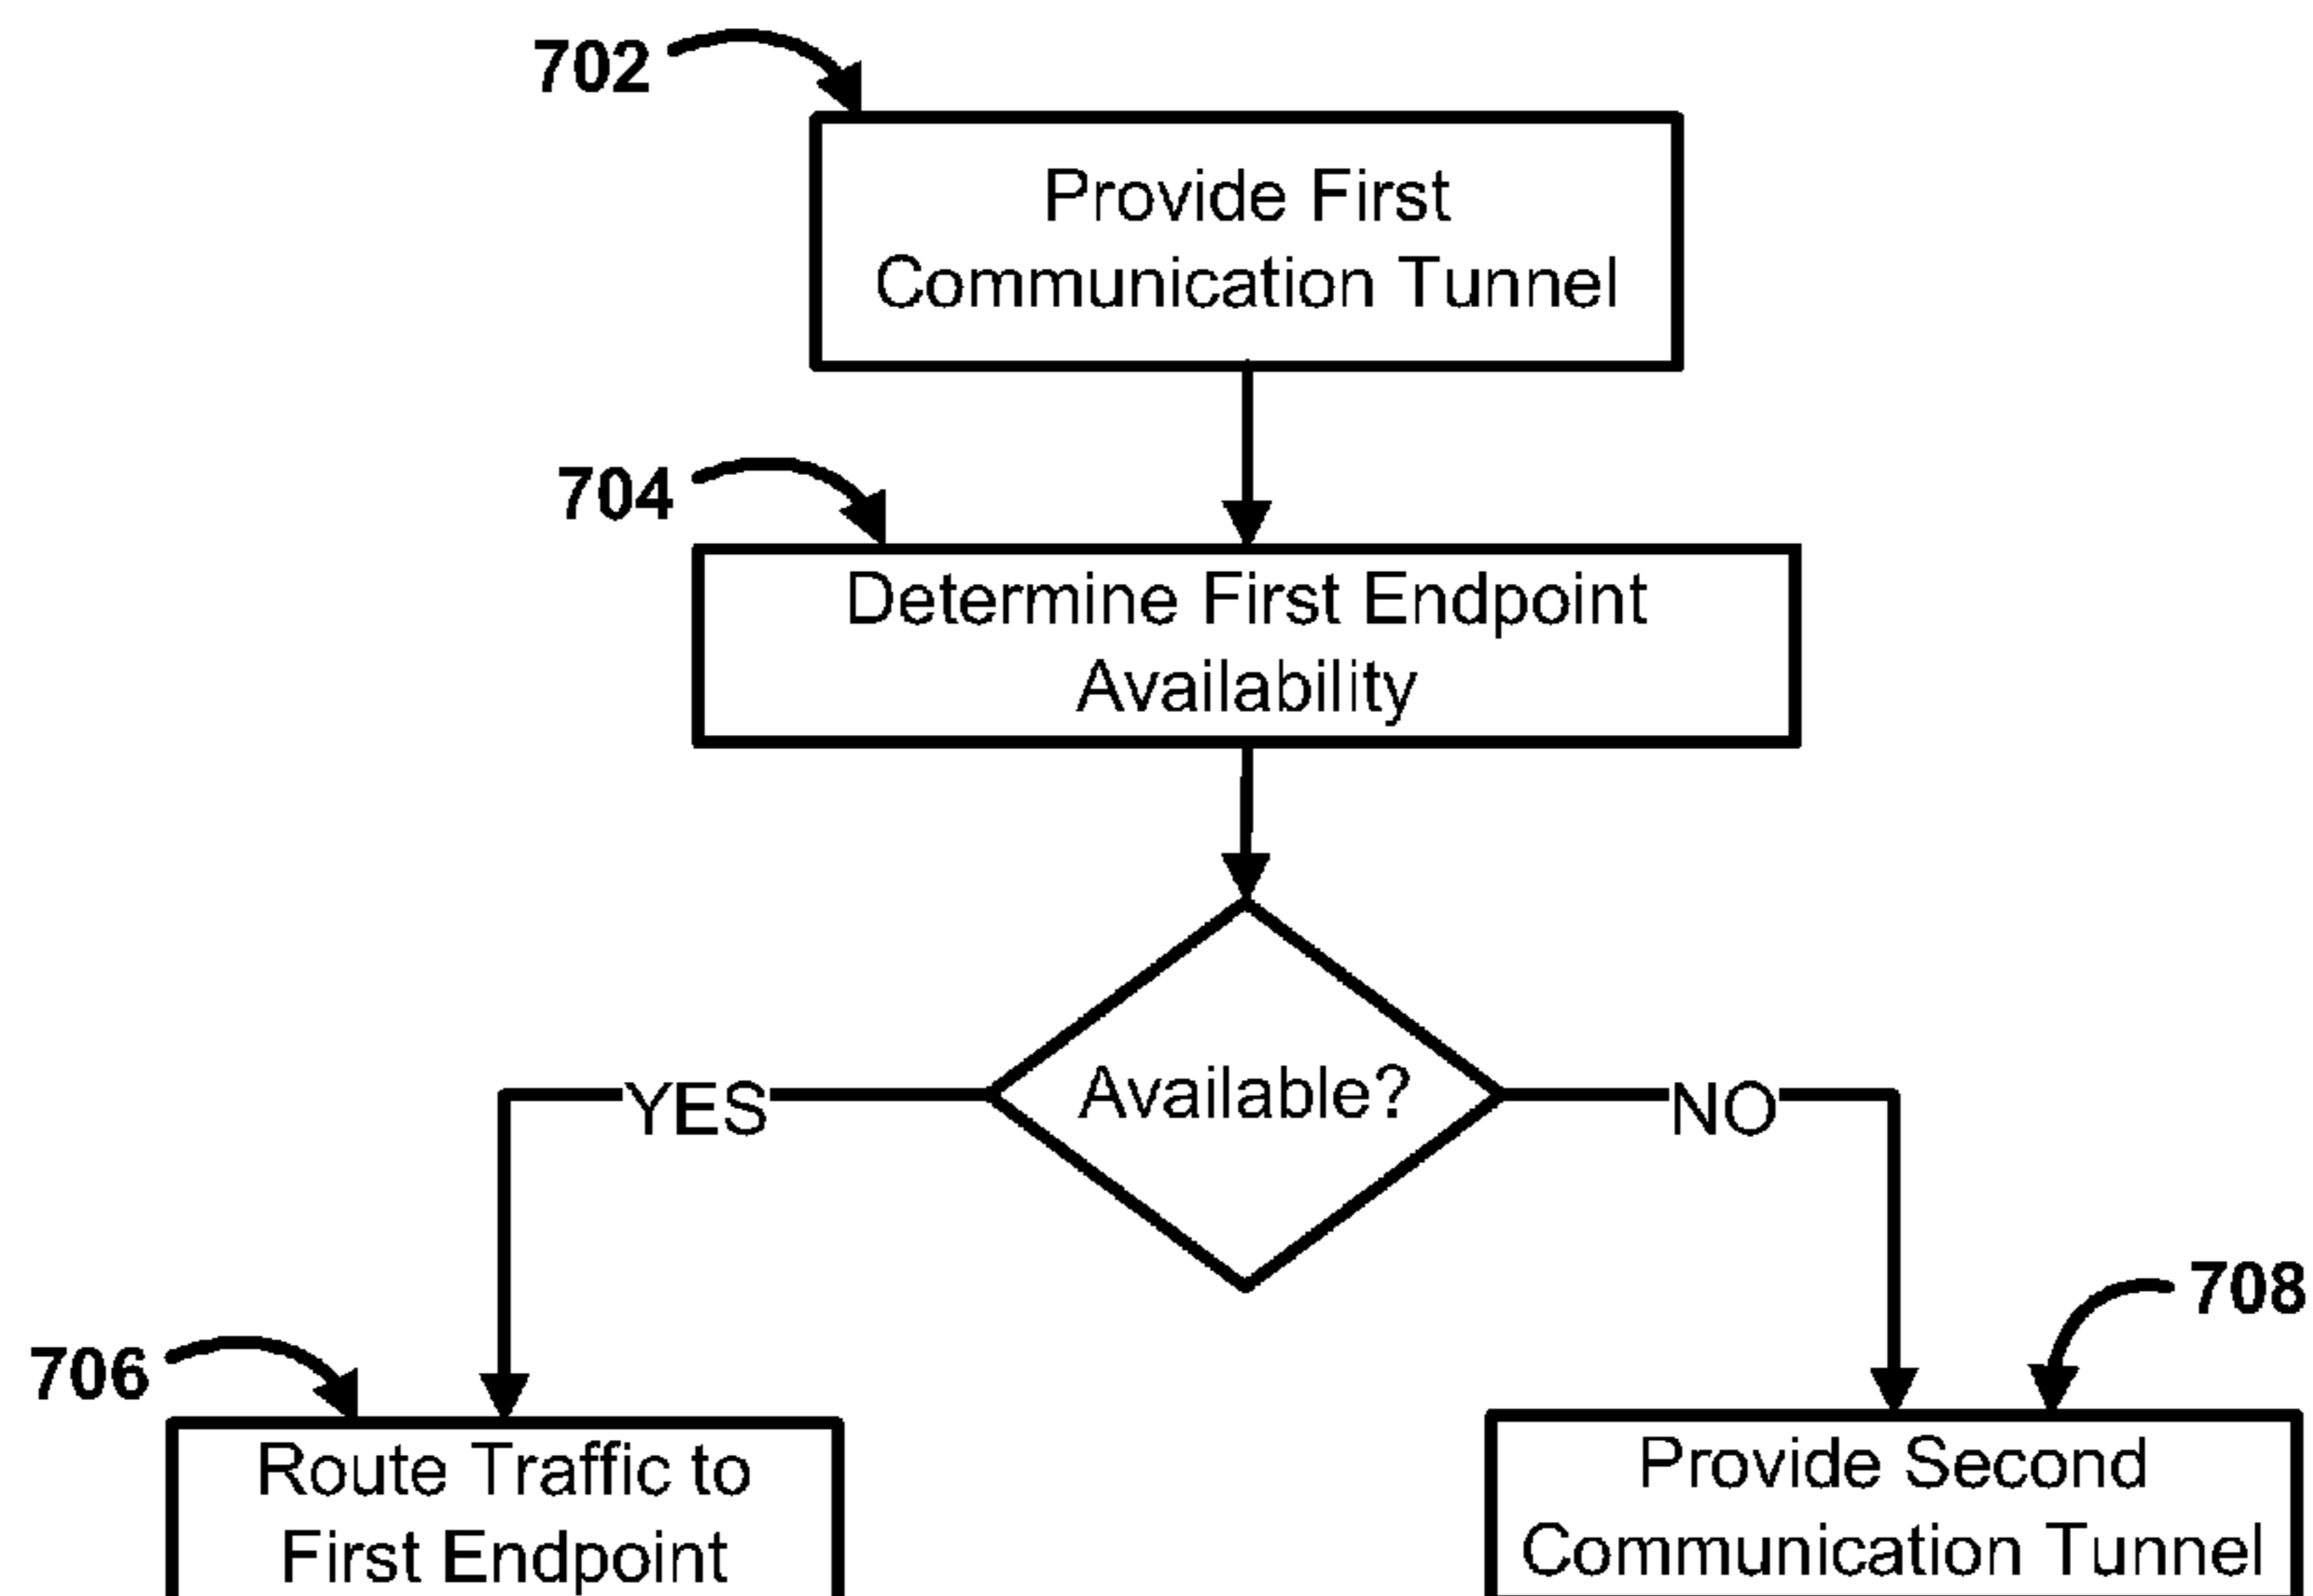 702
Provide First
Communication Tunnel
704
Determine First Endpoint
Availability
Available?
YES
NO
706
Route Traffic to
First Endpoint
708
Provide Second
Communication Tunnel